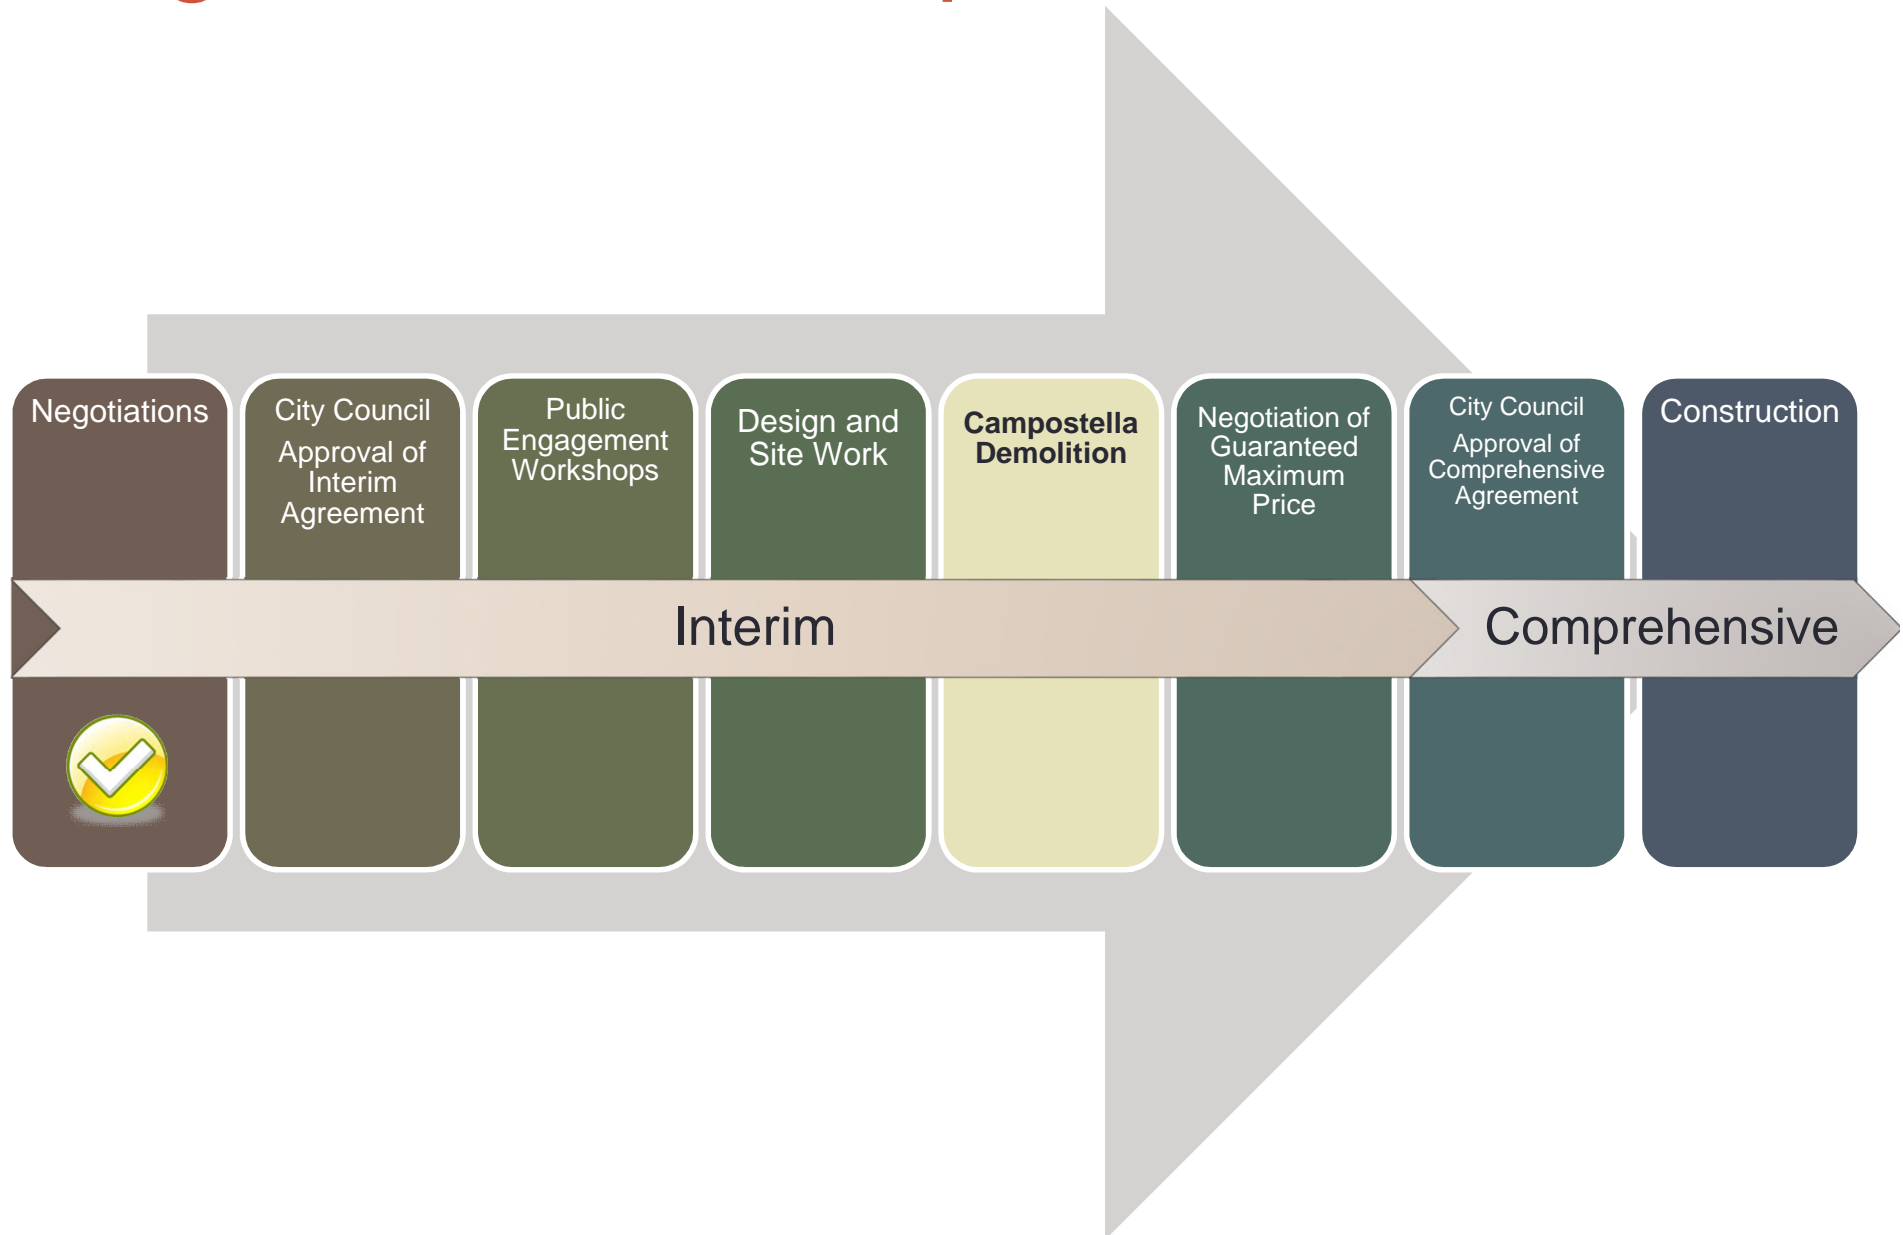 Negotiations
City Council
Approval of
Interim
Agreement
Public
Engagement
Workshops
Design and
Site Work
Campostella
Demolition
Negotiation of
Guaranteed
Maximum
Price
City Council
Approval of
Comprehensive
Agreement
Construction
Interim
Comprehensive